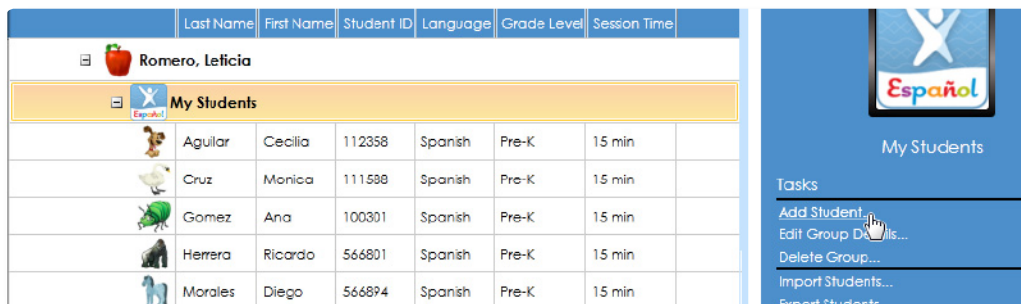 Last Name First Name Student ID Language Grade Level Session Time
Romero, Leticia
Español
My Students
Aguilar Cecilia 112358 Spanish Pre-K 15 min
Cruz Monica 111588 Spanish Pre-K 15 min
Gomez Ana 100301 Spanish Pre-K 15 min
Herrera Ricardo 566801 Spanish Pre-K 15 min
Morales Diego 566894 Spanish Pre-K 15 min
Español
My Students
Tasks
Add Student...
Edit Group Details...
Delete Group...
Import Students...
Export Students